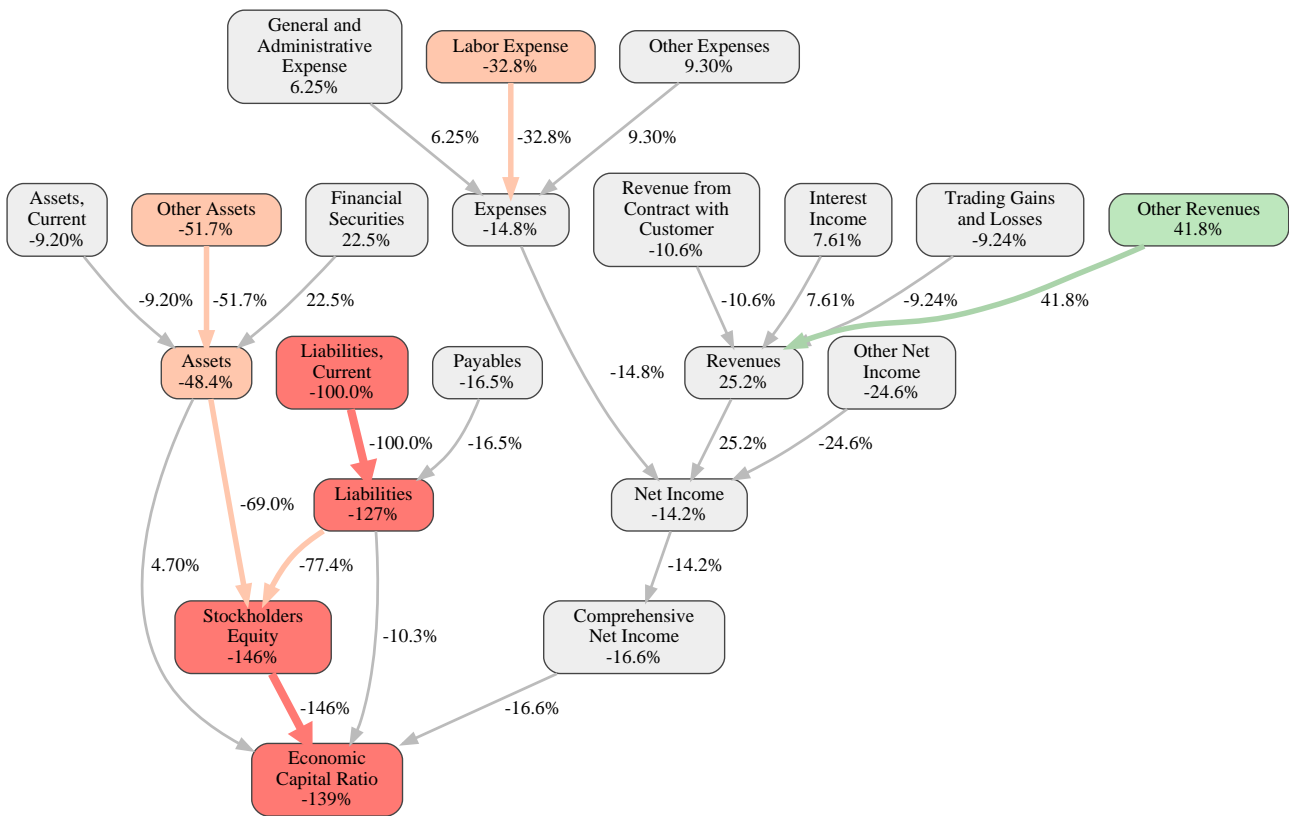 General and
Administrative
Expense
6.25%
Labor Expense
-32.8%
Other Expenses
9.30%
6.25%
-32.8%
9.30%
Assets,
Current
-9.20%
Other Assets
-51.7%
Financial
Securities
22.5%
Expenses
-14.8%
Revenue from
Contract with
Customer
-10.6%
Interest
Income
7.61%
Trading Gains
and Losses
-9.24%
Other Revenues
41.8%
-9.20%
-51.7%
22.5%
-10.6%
7.61%
-9.24%
41.8%
Assets
-48.4%
Liabilities,
Current
-100.0%
Payables
-16.5%
-14.8%
Revenues
25.2%
Other Net
Income
-24.6%
-100.0%
-16.5%
25.2%
-24.6%
-69.0%
Liabilities
-127%
Net Income
-14.2%
4.70%
-77.4%
-14.2%
Stockholders
Equity
-146%
-10.3%
Comprehensive
Net Income
-16.6%
-146%
-16.6%
Economic
Capital Ratio
-139%